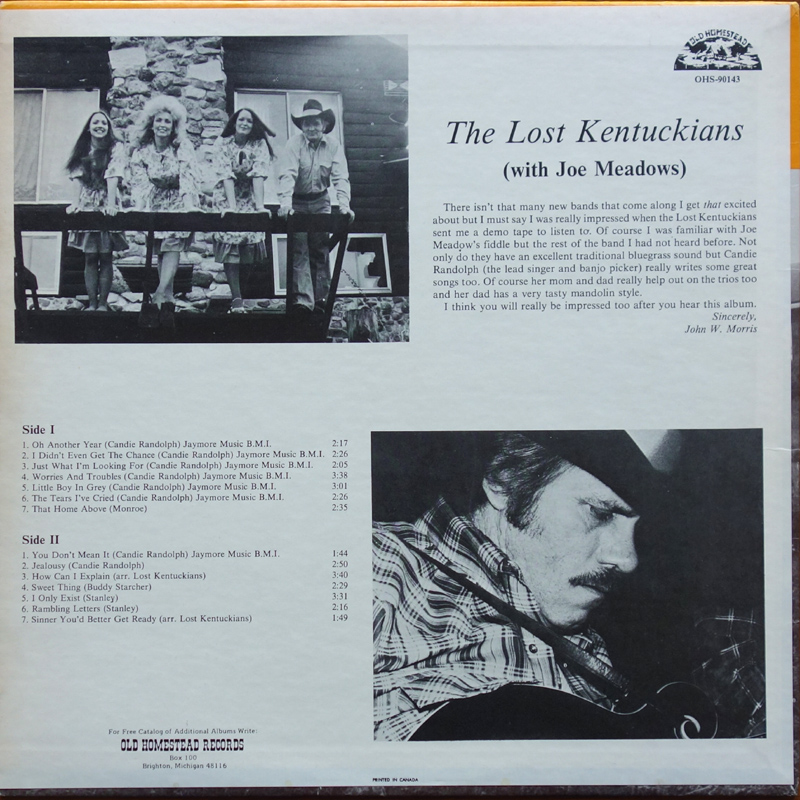 OLD HOMESTEAD
OHS-90143
The Lost Kentuckians
(with Joe Meadows)
There isn't that many new bands that come along I get that excited
about but I must say I was really impressed when the Lost Kentuckians
sent me a demo tape to listen to. Of course I was familiar with Joe
Meadow's fiddle but the rest of the band I had not heard before. Not
only do they have an excellent traditional bluegrass sound but Candie
Randolph (the lead singer and banjo picker) really writes some great
songs too. Of course her mom and dad really help out on the trios too
and her dad has a very tasty mandolin style.
I think you will really be impressed too after you hear this album.
Sincerely,
John W. Morris
Side I
1. Oh Another Year (Candie Randolph) Jaymore Music B.M.I. 2:17
2. I Didn't Even Get The Chance (Candie Randolph) Jaymore Music B.M.I. 2:26
3. Just What I'm Looking For (Candie Randolph) Jaymore Music B.M.I. 2:05
4. Worries And Troubles (Candie Randolph) Jaymore Music B.M.I. 3:38
5. Little Boy In Grey (Candie Randolph) Jaymore Music B.M.I. 3:01
6. The Tears I've Cried (Candie Randolph) Jaymore Music B.M.I. 2:26
7. That Home Above (Monroe) 2:35
Side II
1. You Don't Mean It (Candie Randolph) Jaymore Music B.M.I. 1:44
2. Jealousy (Candie Randolph) 2:50
3. How Can I Explain (arr. Lost Kentuckians) 3:40
4. Sweet Thing (Buddy Starcher) 2:29
5. I Only Exist (Stanley) 3:31
6. Rambling Letters (Stanley) 2:16
7. Sinner You'd Better Get Ready (arr. Lost Kentuckians) 1:49
For Free Catalog of Additional Albums Write:
OLD HOMESTEAD RECORDS
Box 100
Brighton, Michigan 48116
PRINTED IN CANADA